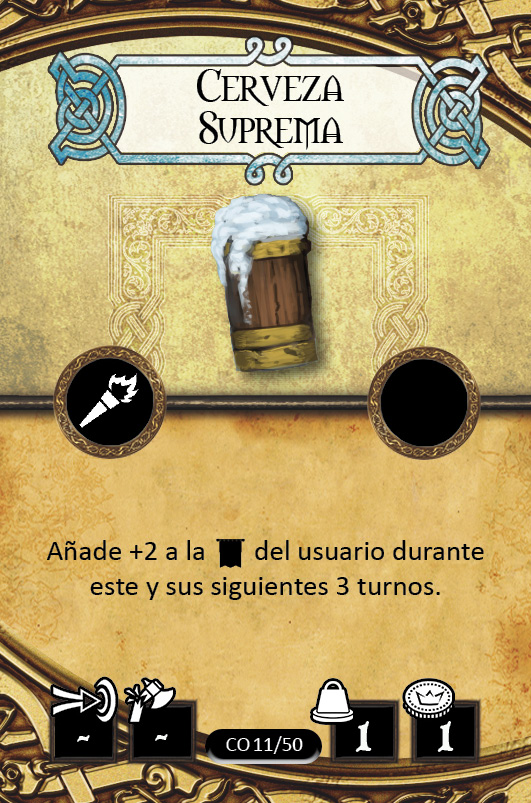 Cerveza
Suprema
Añade +2 a la del usuario durante
este y sus siguientes 3 turnos.
~ ~ CO 11/50 1 1